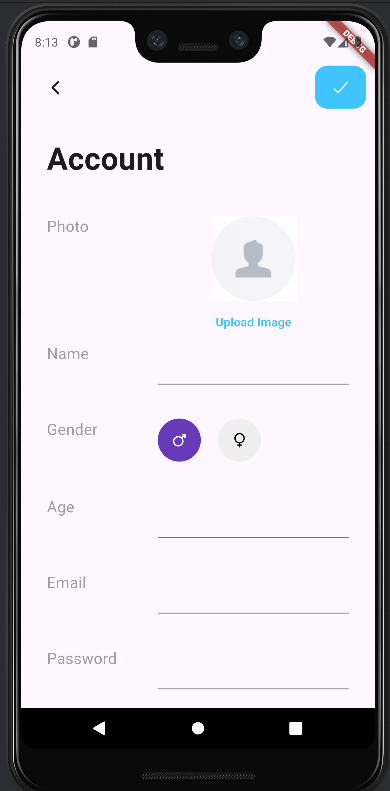 8:13
DEBUG
Account
Photo
Upload Image
Name
Gender
Age
Email
Password